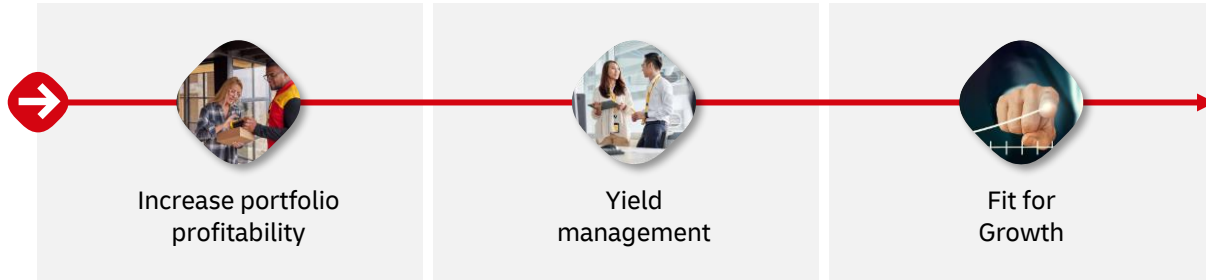 Increase portfolio
profitability
Yield
management
Fit for
Growth